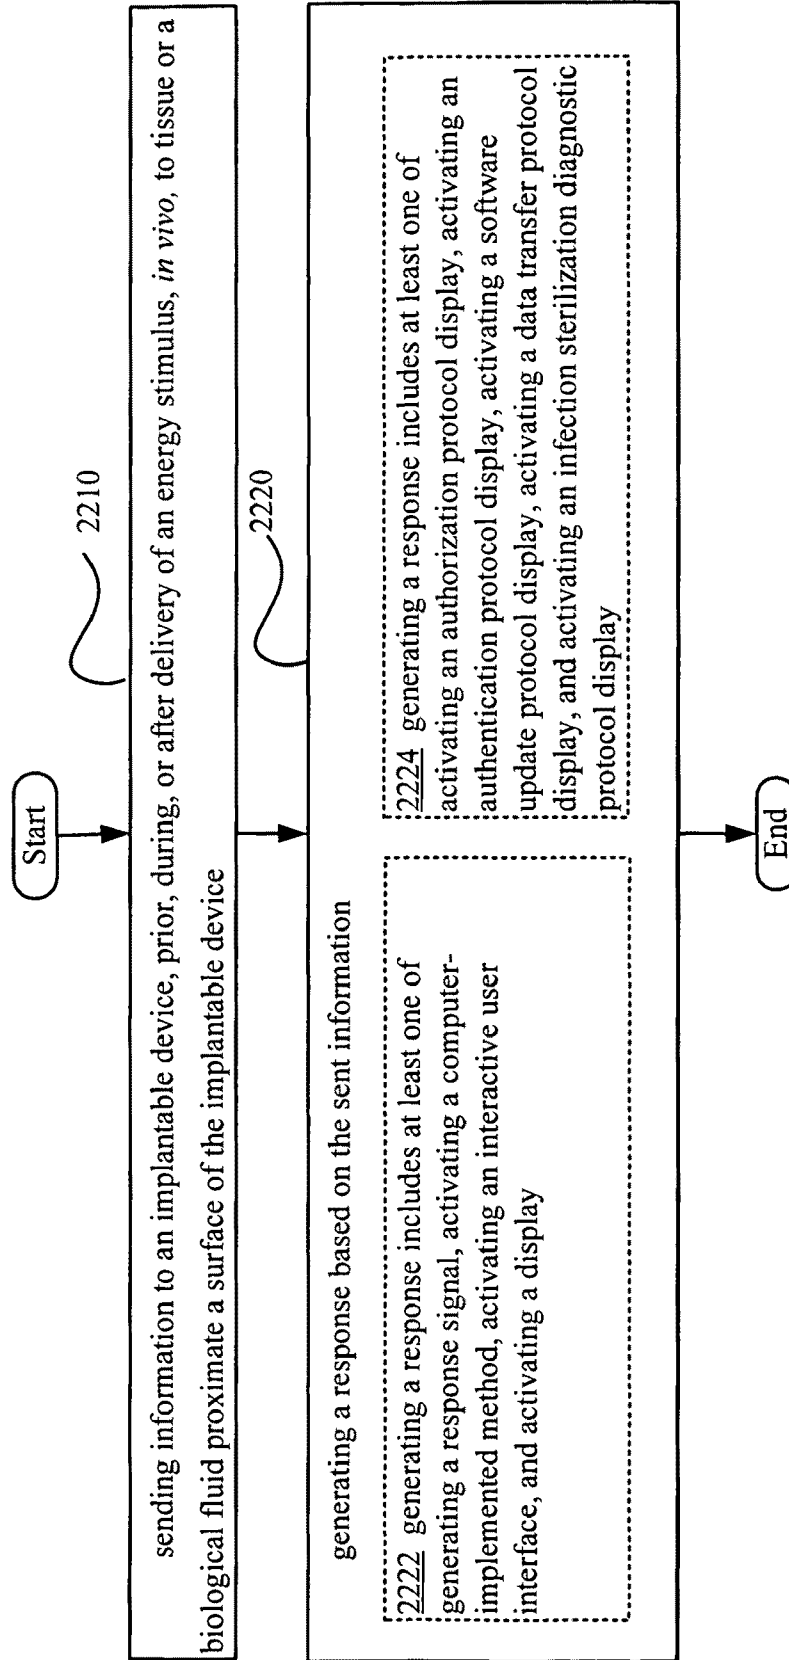 Start
2210
sending information to an implantable device, prior, during, or after delivery of an energy stimulus, in vivo, to tissue or a
biological fluid proximate a surface of the implantable device
2220
generating a response based on the sent information
2222 generating a response includes at least one of
generating a response signal, activating a computer-
implemented method, activating an interactive user
interface, and activating a display
2224 generating a response includes at least one of
activating an authorization protocol display, activating an
authentication protocol display, activating a software
update protocol display, activating a data transfer protocol
display, and activating an infection sterilization diagnostic
protocol display
End